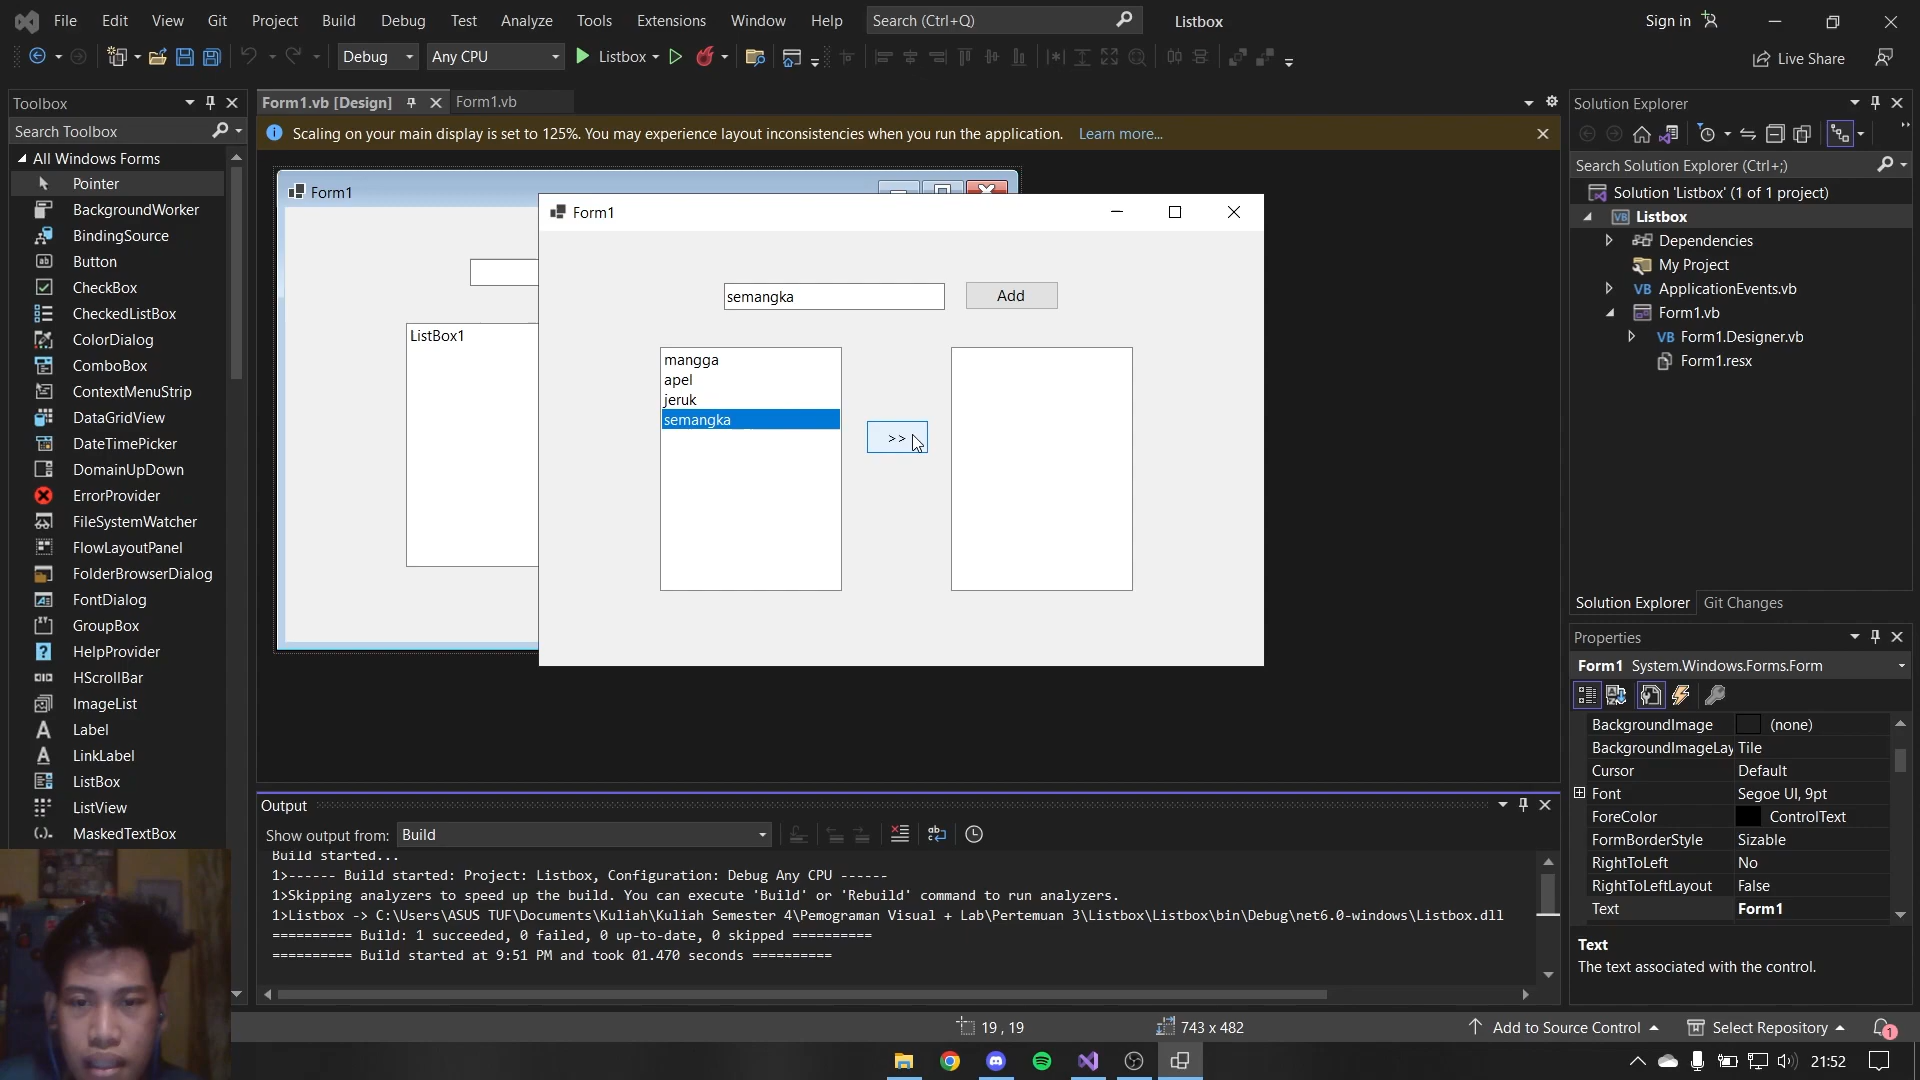 File Edit View Git Project Build Debug Test Analyze Tools Extensions Window Help Search (Ctrl+Q) Listbox Sign in
Debug Any CPU Listbox Live Share
Toolbox
Search Toolbox
All Windows Forms
Pointer
BackgroundWorker
BindingSource
Button
CheckBox
CheckedListBox
ColorDialog
ComboBox
ContextMenuStrip
DataGridView
DateTimePicker
DomainUpDown
ErrorProvider
FileSystemWatcher
FlowLayoutPanel
FolderBrowserDialog
FontDialog
GroupBox
HelpProvider
HScrollBar
ImageList
Label
LinkLabel
ListBox
ListView
MaskedTextBox
Form1.vb [Design] Form1.vb
Scaling on your main display is set to 125%. You may experience layout inconsistencies when you run the application. Learn more...
Form1
ListBox1
Form1
semangka Add
mangga
apel
jeruk
semangka
>>
Output
Show output from: Build
Build started...
1>------ Build started: Project: Listbox, Configuration: Debug Any CPU ------
1>Skipping analyzers to speed up the build. You can execute 'Build' or 'Rebuild' command to run analyzers.
1>Listbox -> C:\Users\ASUS TUF\Documents\Kuliah\Kuliah Semester 4\Pemograman Visual + Lab\Pertemuan 3\Listbox\Listbox\bin\Debug\net6.0-windows\Listbox.dll
========== Build: 1 succeeded, 0 failed, 0 up-to-date, 0 skipped ==========
========== Build started at 9:51 PM and took 01.470 seconds ==========
Solution Explorer
Search Solution Explorer (Ctrl+;)
Solution 'Listbox' (1 of 1 project)
VB Listbox
Dependencies
My Project
VB ApplicationEvents.vb
Form1.vb
VB Form1.Designer.vb
Form1.resx
Solution Explorer Git Changes
Properties
Form1 System.Windows.Forms.Form
BackgroundImage (none)
BackgroundImageLay Tile
Cursor Default
Font Segoe UI, 9pt
ForeColor ControlText
FormBorderStyle Sizable
RightToLeft No
RightToLeftLayout False
Text Form1
Text
The text associated with the control.
19 , 19 743 x 482 Add to Source Control Select Repository 1
21:52